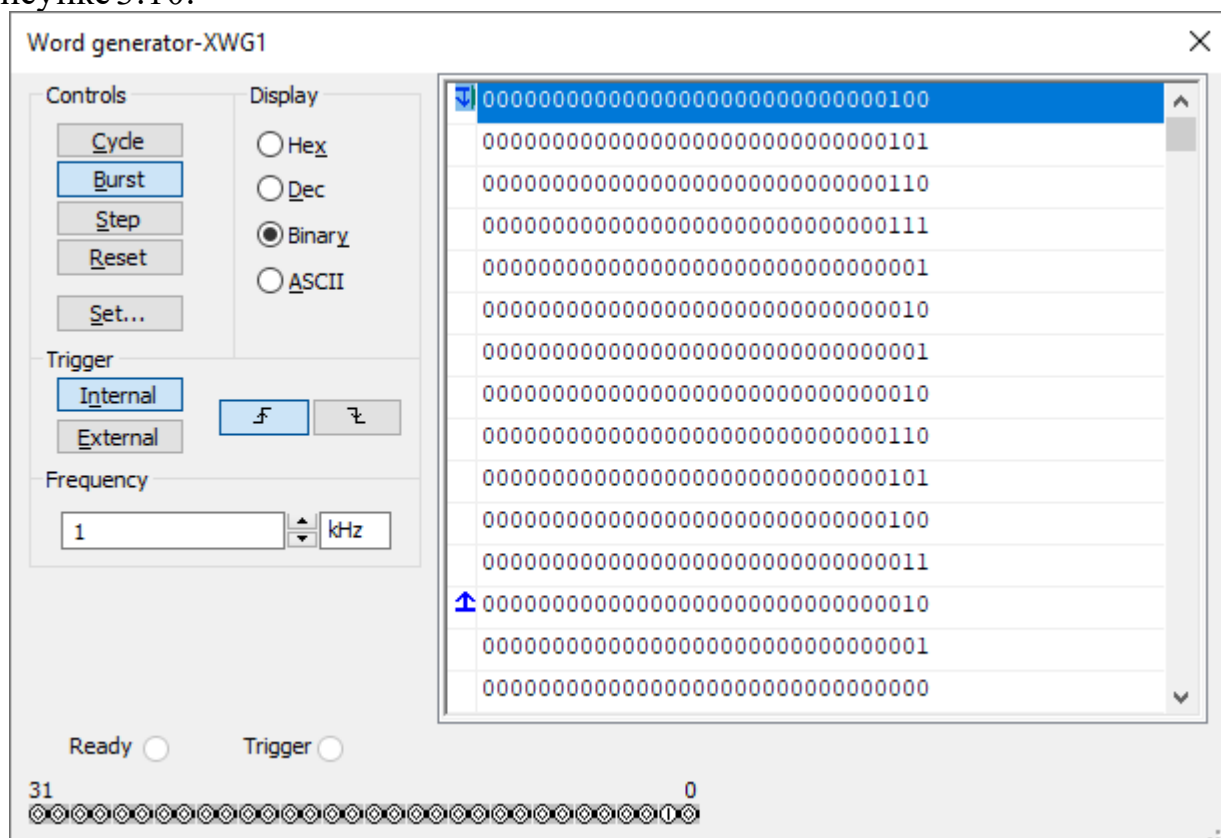 Word generator-XWG1
Controls
Cycle
Burst
Step
Reset
Set...
Display
Hex
Dec
Binary
ASCII
Trigger
Internal
External
Frequency
1
kHz
00000000000000000000000000000100
00000000000000000000000000000101
00000000000000000000000000000110
00000000000000000000000000000111
00000000000000000000000000000001
00000000000000000000000000000010
00000000000000000000000000000001
00000000000000000000000000000010
00000000000000000000000000000110
00000000000000000000000000000101
00000000000000000000000000000100
00000000000000000000000000000011
00000000000000000000000000000010
00000000000000000000000000000001
00000000000000000000000000000000
Ready Trigger
31 0